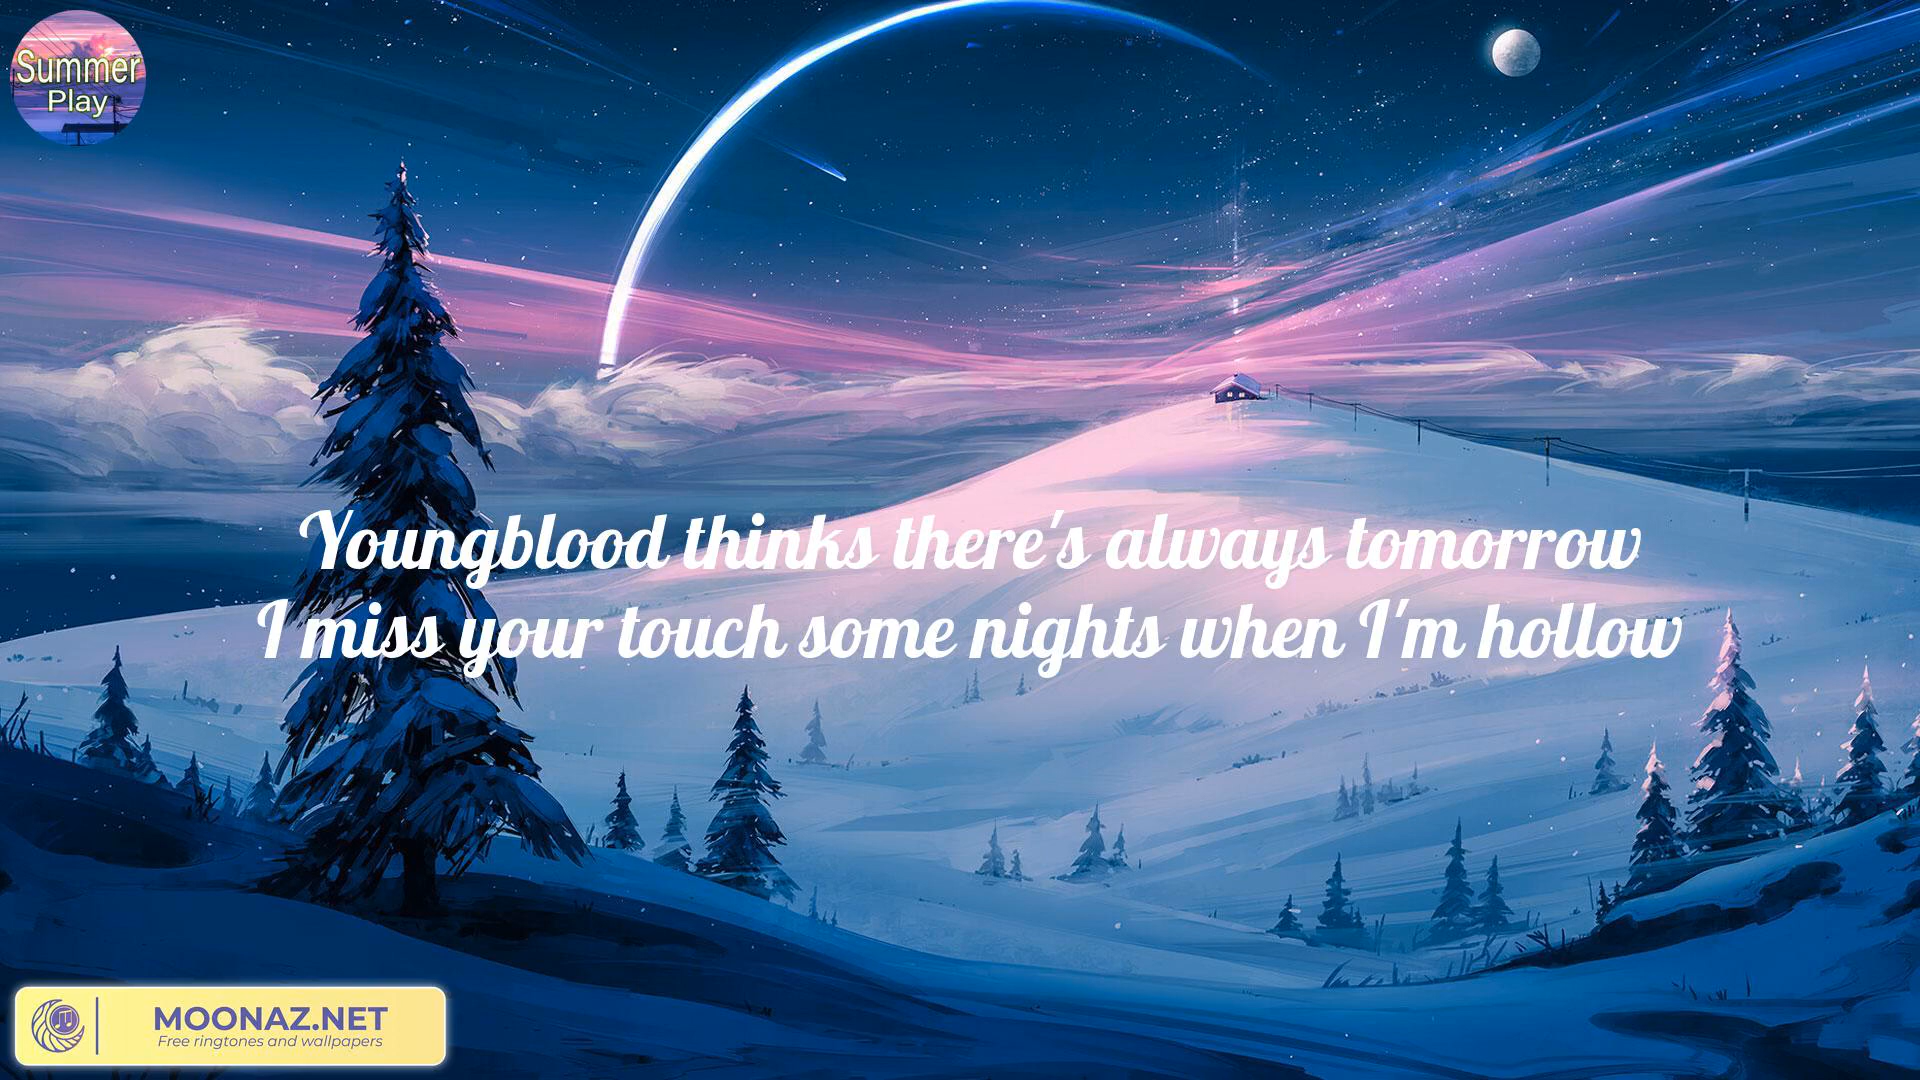 Summer
Play
Youngblood thinks there's always tomorrow
I miss your touch some nights when I'm hollow
MOONAZ.NET
Free ringtones and wallpapers